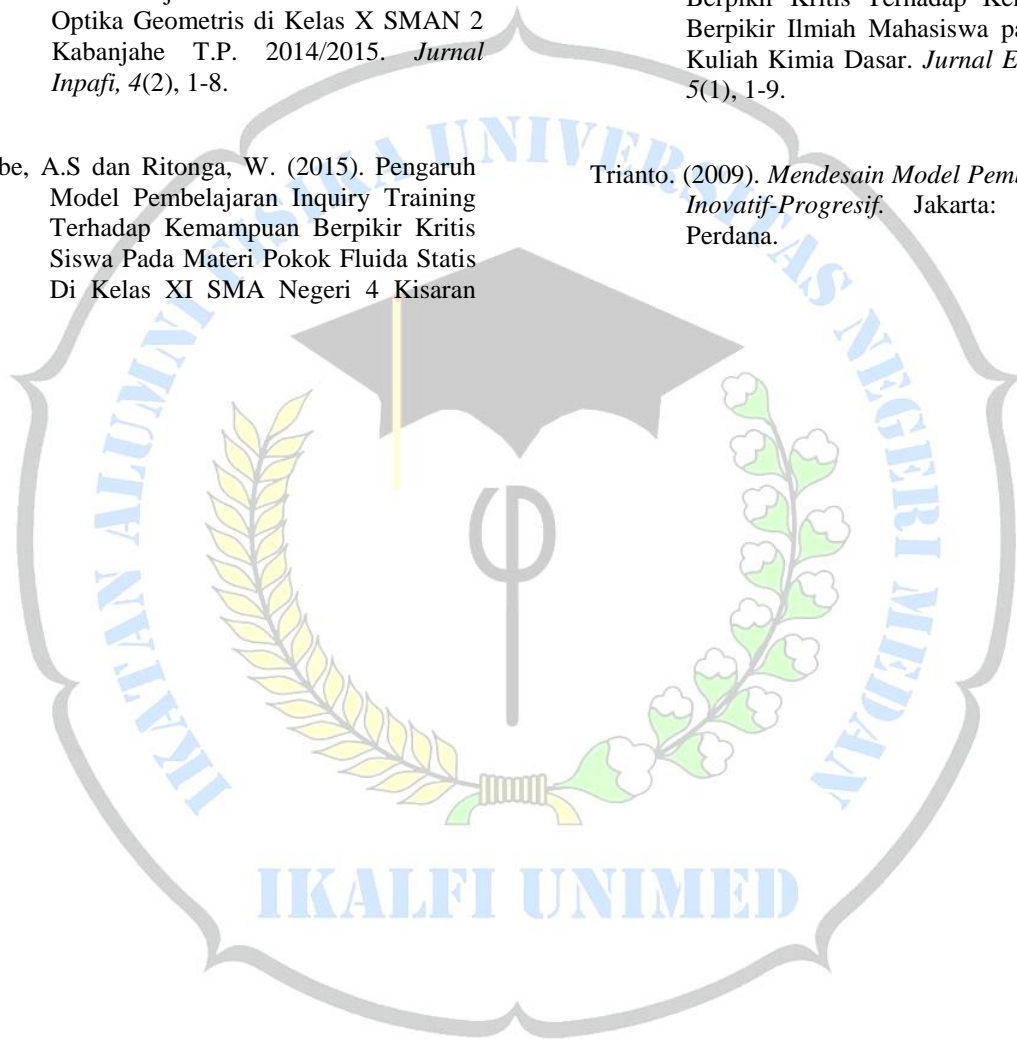 Optika Geometris di Kelas X SMAN 2
Kabanjahe T.P. 2014/2015. Jurnal
Inpafi, 4(2), 1-8.
be, A.S dan Ritonga, W. (2015). Pengaruh
Model Pembelajaran Inquiry Training
Terhadap Kemampuan Berpikir Kritis
Siswa Pada Materi Pokok Fluida Statis
Di Kelas XI SMA Negeri 4 Kisaran
Berpikir Kritis Terhadap
Berpikir Ilmiah Mahasiswa
Kuliah Kimia Dasar. Jurnal
5(1), 1-9.
Trianto. (2009). Mendesain Model
Inovatif-Progresif. Jakarta:
Perdana.
IKATAN ALUMNI FISIKA UNIVERSITAS NEGERI MEDAN
φ
IKALFI UNIMED